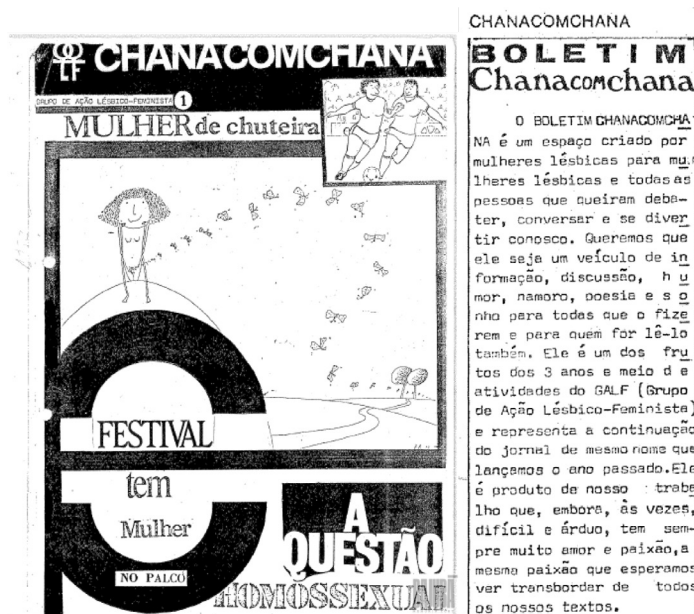 CHANACOMCHANA
LF
CHANACOMCHANA
GRUPO DE AÇÃO LÉSBICO-FEMINISTA 1
MULHER de chuteira
FESTIVAL
tem
Mulher
NO PALCO
A
QUESTÃO
HOMOSSEXUAL
BOLETIM
Chanacomchana
O BOLETIM CHANACOMCHA
NA é um espaço criado por
mulheres lésbicas para mu
lheres lésbicas e todas as
pessoas que queiram deba-
ter, conversar e se diver
tir conosco. Queremos que
ele seja um veículo de in
formação, discussão, h u
mor, namoro, poesia e s o
nho para todas que o fize
rem e para quem for lê-lo
também. Ele é um dos fru
tos dos 3 anos e meio d e
atividades do GALF (Grupo
de Ação Lésbico-Feminista)
e representa a continuação
do jornal de mesmo nome que
lançamos o ano passado. Ele
é produto de nosso traba
lho que, embora, às vezes,
difícil e árduo, tem sem-
pre muito amor e paixão, a
mesma paixão que esperamos
ver transbordar de todos
os nossos textos.